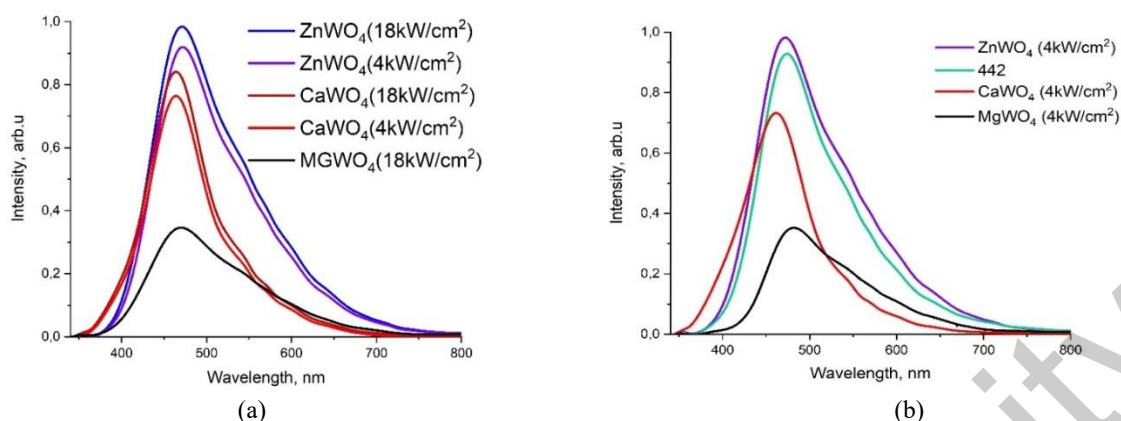 1,0
0,8
0,6
0,4
0,2
0,0
Intensity, arb.u
400 500 600 700 800
Wavelength, nm
ZnWO₄(18kW/cm²)
ZnWO₄(4kW/cm²)
CaWO₄(18kW/cm²)
CaWO₄(4kW/cm²)
MGWO₄(18kW/cm²)
(a)
1,0
0,8
0,6
0,4
0,2
0,0
Intensity, arb.u
400 500 600 700 800
Wavelength, nm
ZnWO₄ (4kW/cm²)
442
CaWO₄ (4kW/cm²)
MgWO₄ (4kW/cm²)
(b)
ity